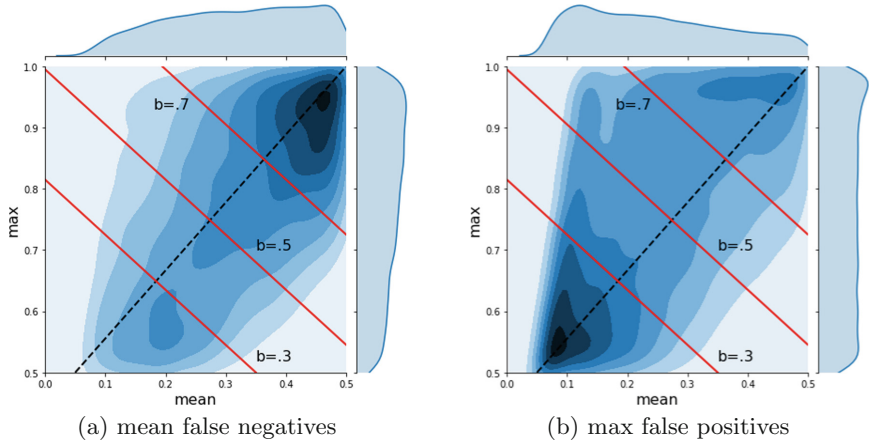 1.0
0.9
0.8
0.7
0.6
0.5
max
b=.7
b=.5
b=.3
0.0 0.1 0.2 0.3 0.4 0.5
mean
(a) mean false negatives
1.0
0.9
0.8
0.7
0.6
0.5
max
b=.7
b=.5
b=.3
0.0 0.1 0.2 0.3 0.4 0.5
mean
(b) max false positives